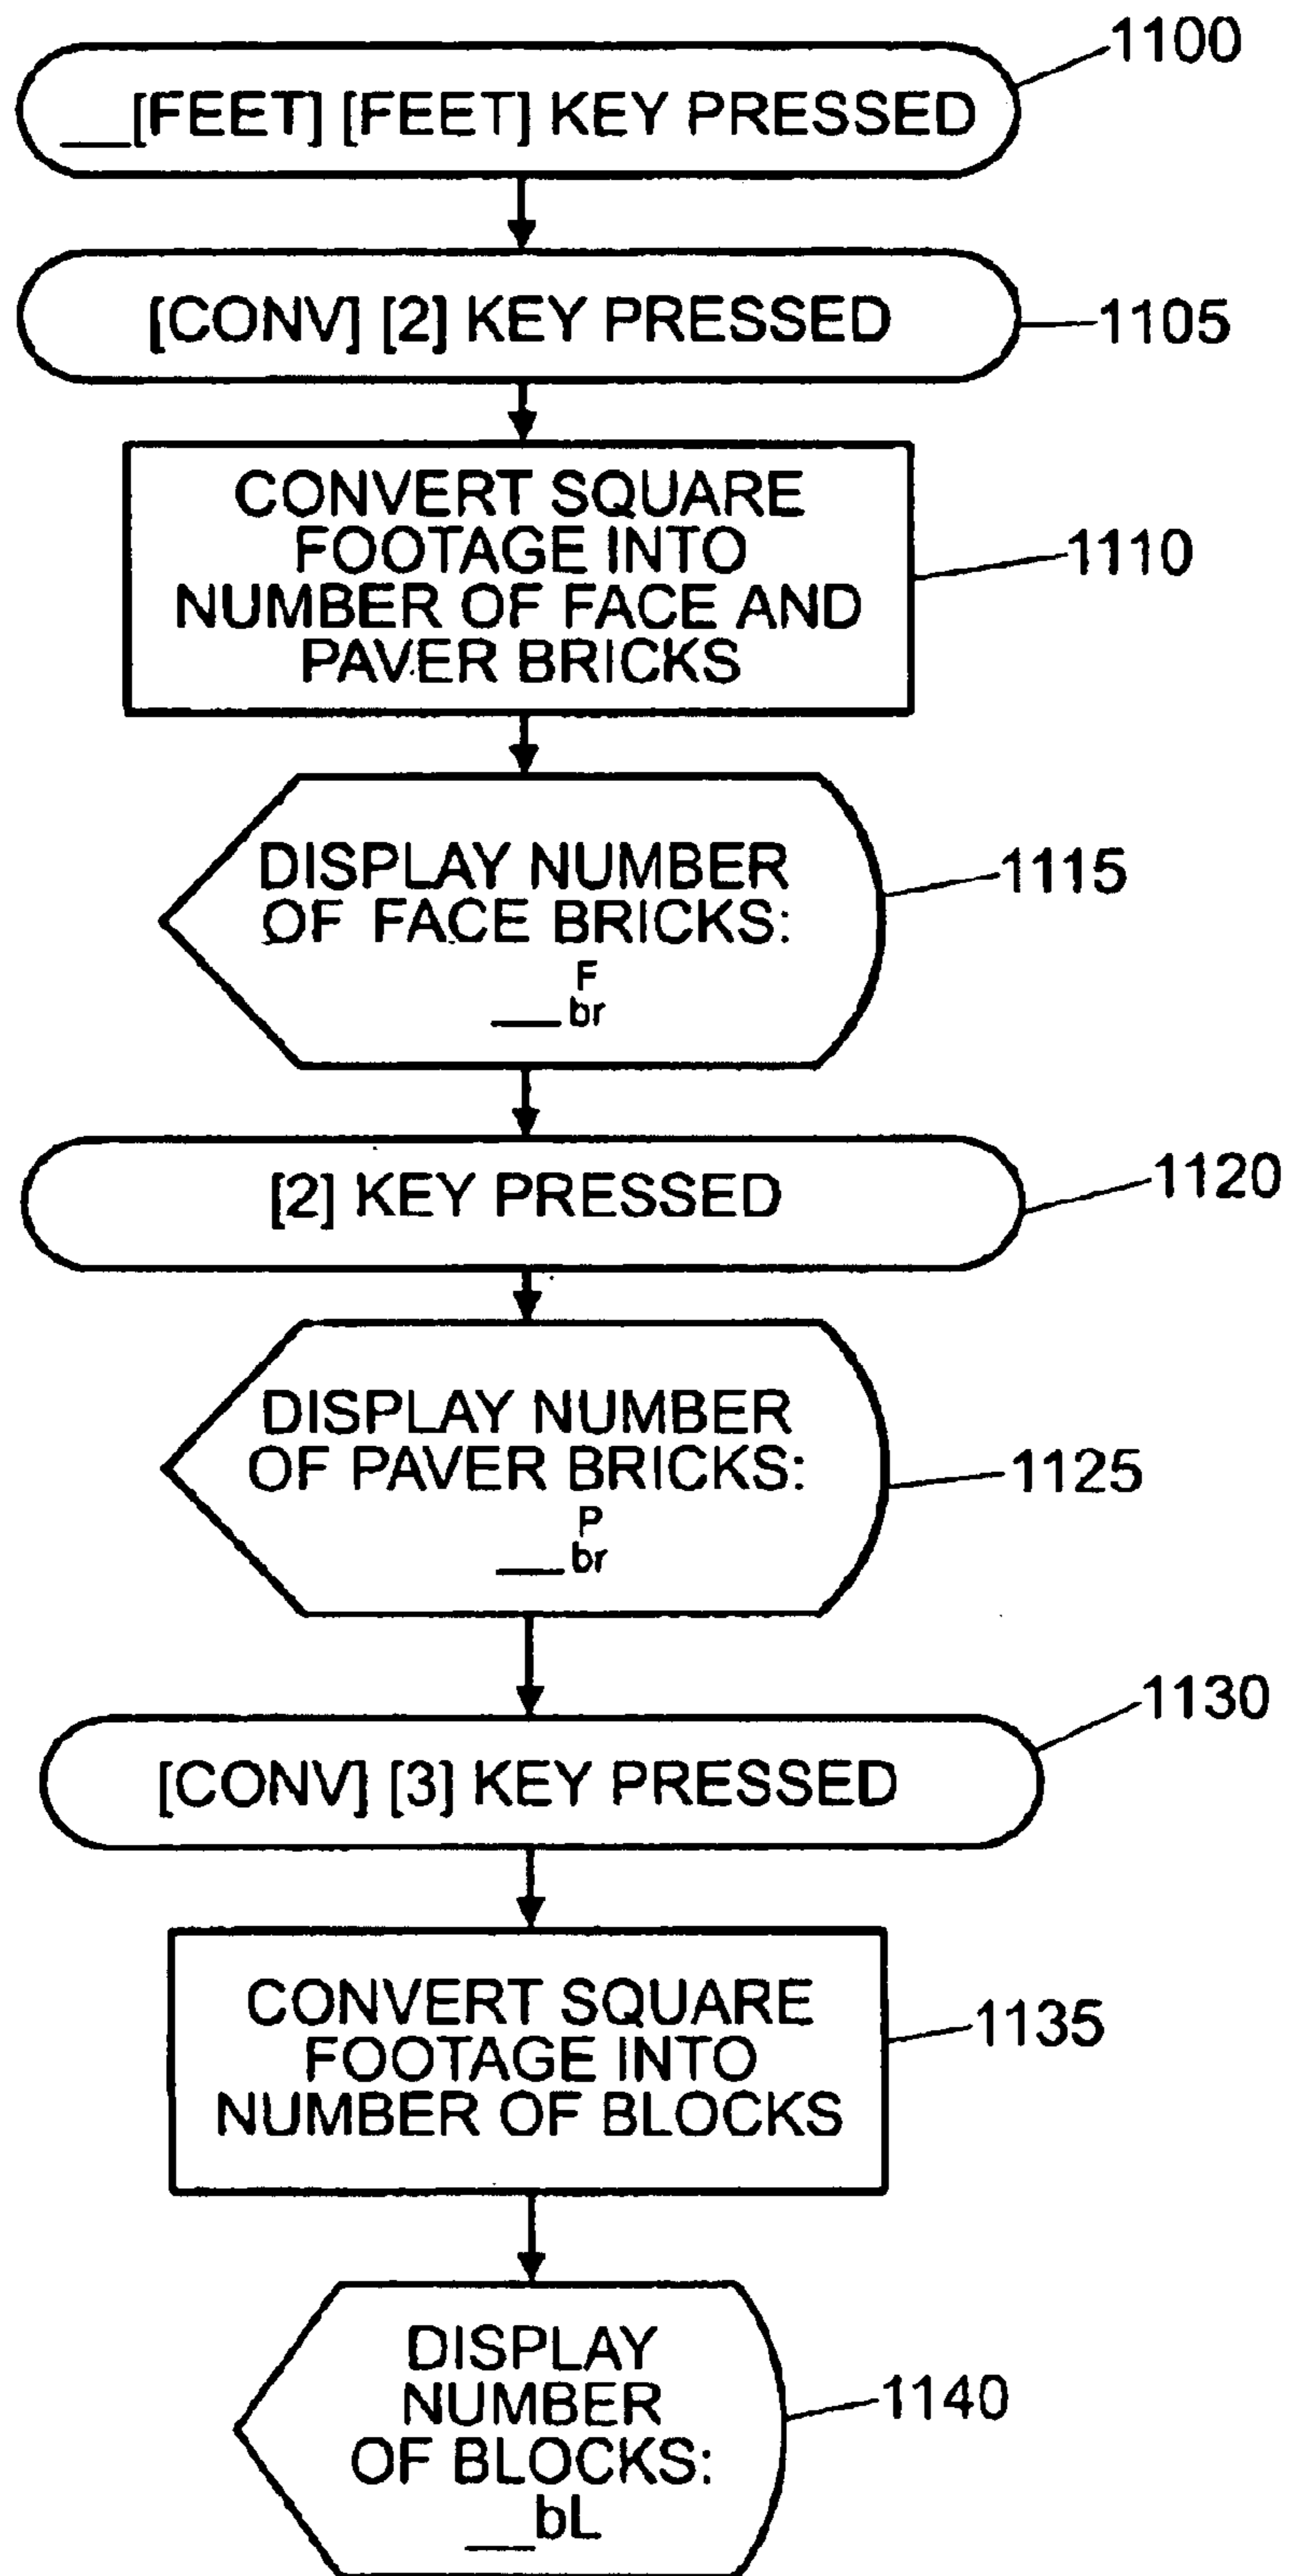 1100
___[FEET] [FEET] KEY PRESSED
[CONV] [2] KEY PRESSED
1105
CONVERT SQUARE
FOOTAGE INTO
NUMBER OF FACE AND
PAVER BRICKS
1110
DISPLAY NUMBER
OF FACE BRICKS:
F
___br
1115
[2] KEY PRESSED
1120
DISPLAY NUMBER
OF PAVER BRICKS:
P
___br
1125
1130
[CONV] [3] KEY PRESSED
CONVERT SQUARE
FOOTAGE INTO
NUMBER OF BLOCKS
1135
DISPLAY
NUMBER
OF BLOCKS:
___bL
1140